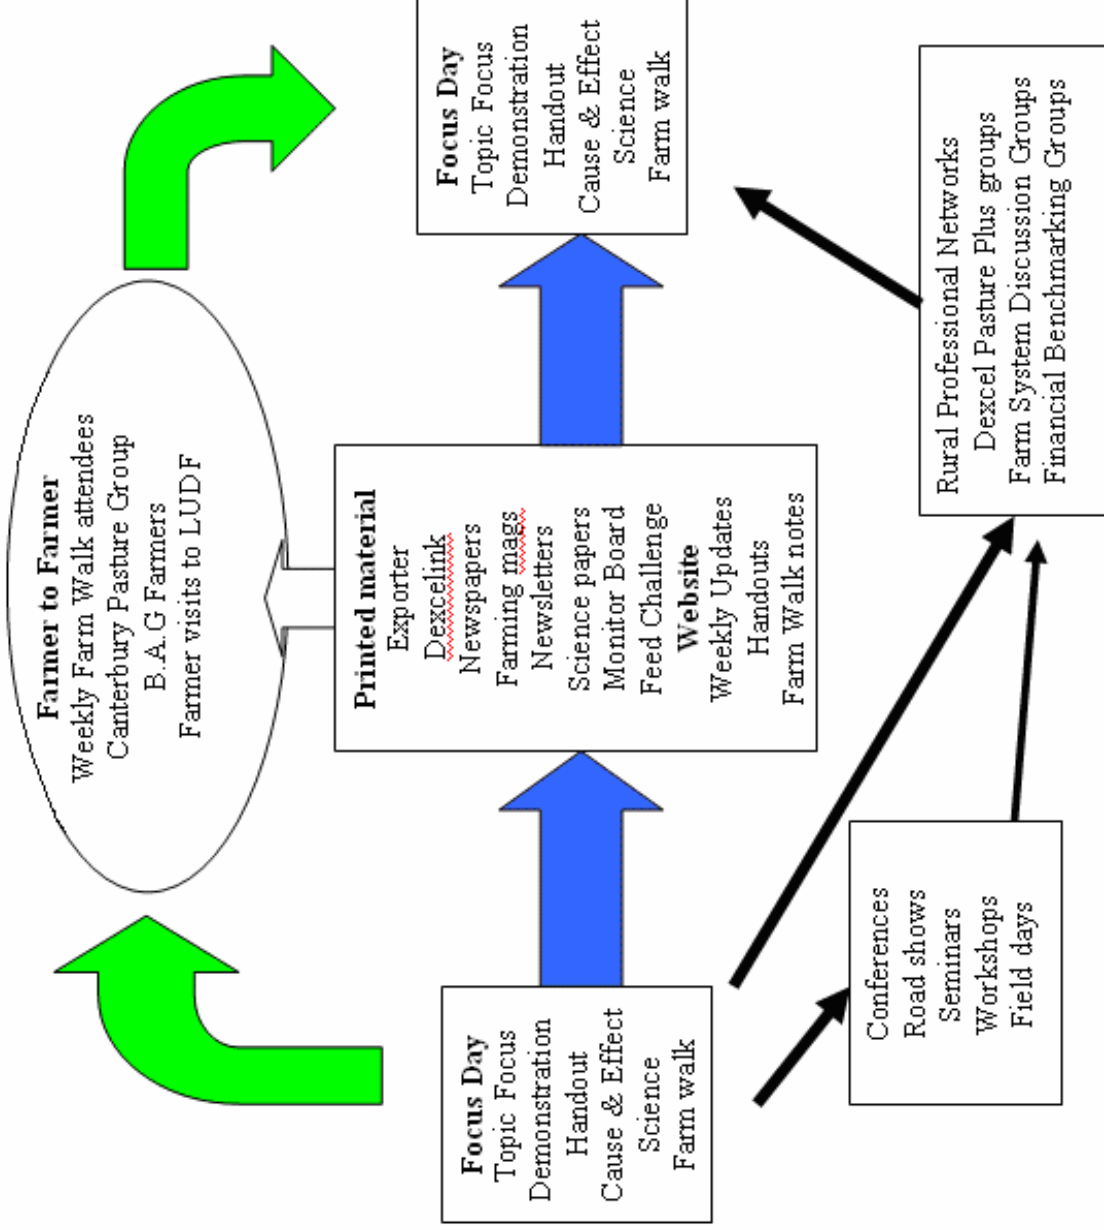 Farmer to Farmer
Weekly Farm Walk attendees
Canterbury Pasture Group
B.A.G Farmers
Farmer visits to LUDF
Focus Day
Topic Focus
Demonstration
Handout
Cause & Effect
Science
Farm walk
Printed material
Exporter
Dexcelink
Newspapers
Farming mags
Newsletters
Science papers
Monitor Board
Feed Challenge
Website
Weekly Updates
Handouts
Farm Walk notes
Focus Day
Topic Focus
Demonstration
Handout
Cause & Effect
Science
Farm walk
Conferences
Road shows
Seminars
Workshops
Field days
Rural Professional Networks
Dexcel Pasture Plus groups
Farm System Discussion Groups
Financial Benchmarking Groups